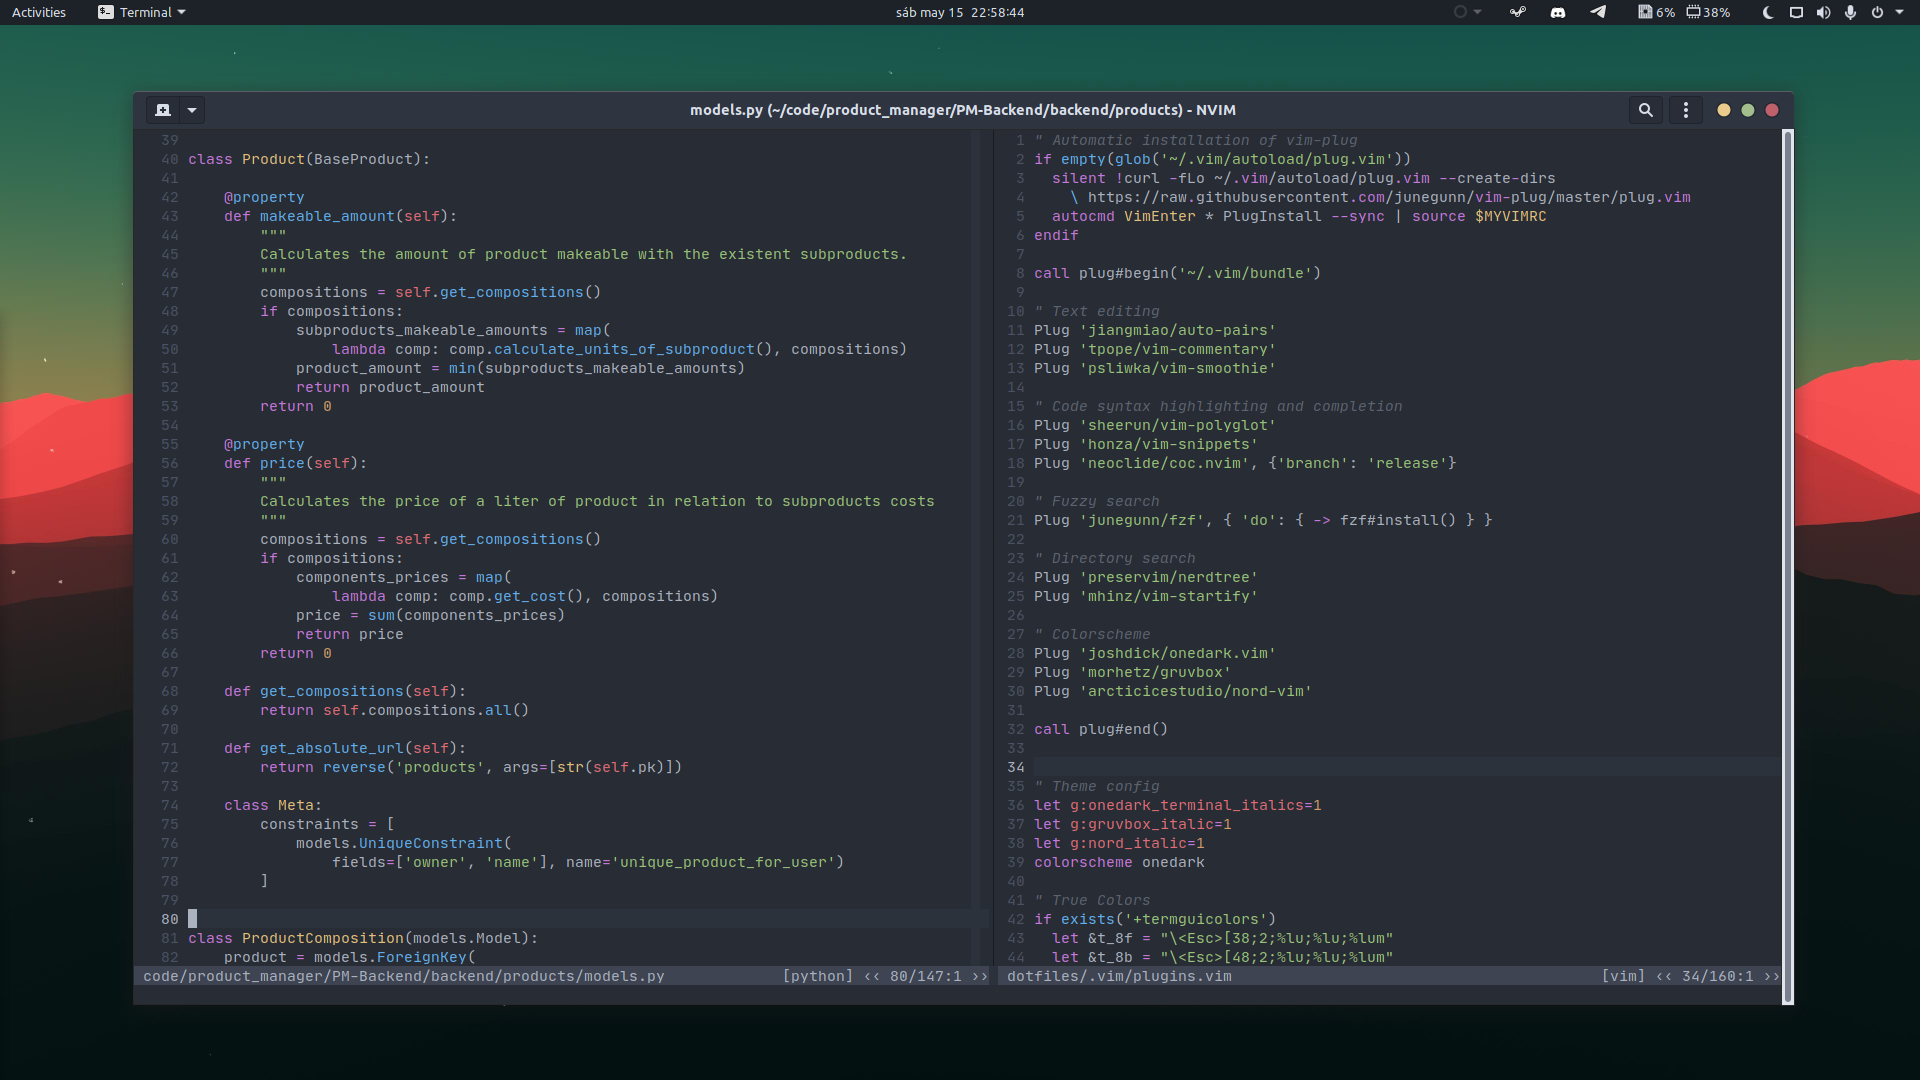 Activities
Terminal
sáb may 15  22:58:44
6%
38%
models.py (~/code/product_manager/PM-Backend/backend/products) - NVIM
39
40 class Product(BaseProduct):
41
42     @property
43     def makeable_amount(self):
44         """
45         Calculates the amount of product makeable with the existent subproducts.
46         """
47         compositions = self.get_compositions()
48         if compositions:
49             subproducts_makeable_amounts = map(
50                 lambda comp: comp.calculate_units_of_subproduct(), compositions)
51             product_amount = min(subproducts_makeable_amounts)
52             return product_amount
53         return 0
54
55     @property
56     def price(self):
57         """
58         Calculates the price of a liter of product in relation to subproducts costs
59         """
60         compositions = self.get_compositions()
61         if compositions:
62             components_prices = map(
63                 lambda comp: comp.get_cost(), compositions)
64             price = sum(components_prices)
65             return price
66         return 0
67
68     def get_compositions(self):
69         return self.compositions.all()
70
71     def get_absolute_url(self):
72         return reverse('products', args=[str(self.pk)])
73
74     class Meta:
75         constraints = [
76             models.UniqueConstraint(
77                 fields=['owner', 'name'], name='unique_product_for_user')
78         ]
79
80
81 class ProductComposition(models.Model):
82     product = models.ForeignKey(
code/product_manager/PM-Backend/backend/products/models.py [python] ‹‹ 80/147:1 ››
1 " Automatic installation of vim-plug
2 if empty(glob('~/.vim/autoload/plug.vim'))
3   silent !curl -fLo ~/.vim/autoload/plug.vim --create-dirs
4     \ https://raw.githubusercontent.com/junegunn/vim-plug/master/plug.vim
5   autocmd VimEnter * PlugInstall --sync | source $MYVIMRC
6 endif
7
8 call plug#begin('~/.vim/bundle')
9
10 " Text editing
11 Plug 'jiangmiao/auto-pairs'
12 Plug 'tpope/vim-commentary'
13 Plug 'psliwka/vim-smoothie'
14
15 " Code syntax highlighting and completion
16 Plug 'sheerun/vim-polyglot'
17 Plug 'honza/vim-snippets'
18 Plug 'neoclide/coc.nvim', {'branch': 'release'}
19
20 " Fuzzy search
21 Plug 'junegunn/fzf', { 'do': { -> fzf#install() } }
22
23 " Directory search
24 Plug 'preservim/nerdtree'
25 Plug 'mhinz/vim-startify'
26
27 " Colorscheme
28 Plug 'joshdick/onedark.vim'
29 Plug 'morhetz/gruvbox'
30 Plug 'arcticicestudio/nord-vim'
31
32 call plug#end()
33
34
35 " Theme config
36 let g:onedark_terminal_italics=1
37 let g:gruvbox_italic=1
38 let g:nord_italic=1
39 colorscheme onedark
40
41 " True Colors
42 if exists('+termguicolors')
43   let &t_8f = "\<Esc>[38;2;%lu;%lu;%lum"
44   let &t_8b = "\<Esc>[48;2;%lu;%lu;%lum"
dotfiles/.vim/plugins.vim [vim] ‹‹ 34/160:1 ››